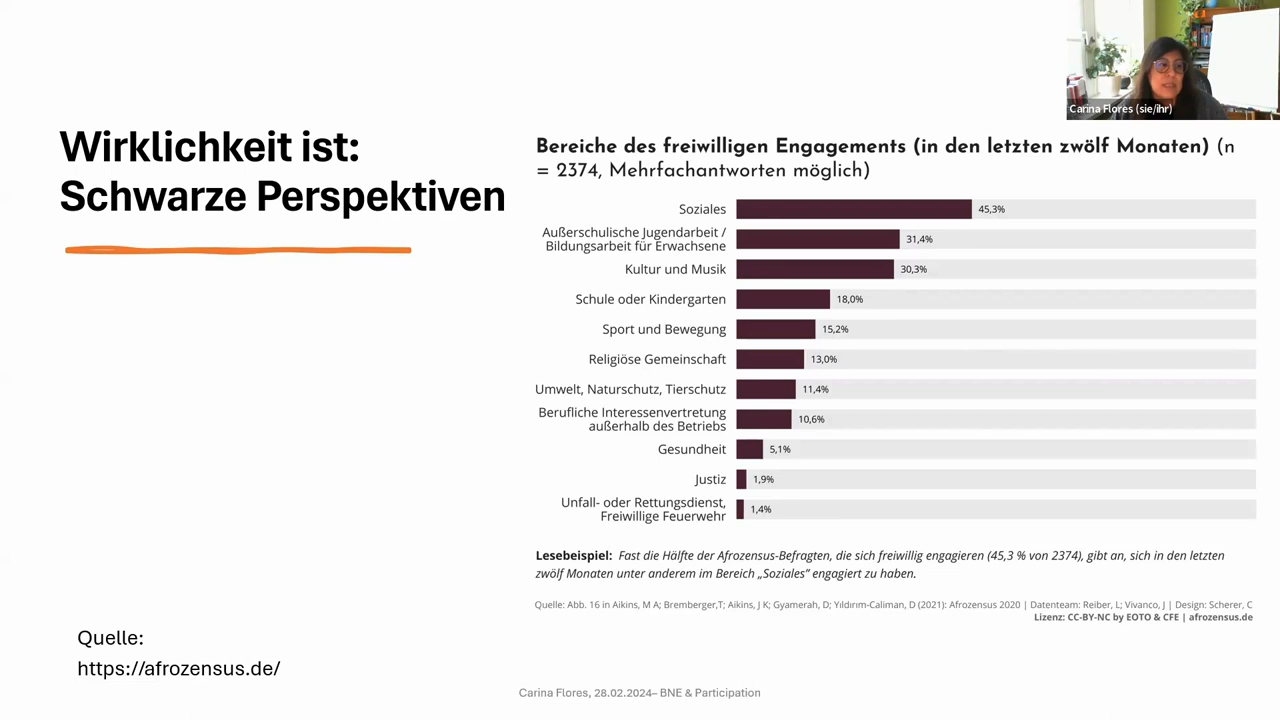 Carina Flores (sie/ihr)
Wirklichkeit ist:
Schwarze Perspektiven
Bereiche des freiwilligen Engagements (in den letzten zwölf Monaten) (n
= 2374, Mehrfachantworten möglich)
Soziales 45,3%
Außerschulische Jugendarbeit /
Bildungsarbeit für Erwachsene 31,4%
Kultur und Musik 30,3%
Schule oder Kindergarten 18,0%
Sport und Bewegung 15,2%
Religiöse Gemeinschaft 13,0%
Umwelt, Naturschutz, Tierschutz 11,4%
Berufliche Interessenvertretung
außerhalb des Betriebs 10,6%
Gesundheit 5,1%
Justiz 1,9%
Unfall- oder Rettungsdienst,
Freiwillige Feuerwehr 1,4%
Lesebeispiel: Fast die Hälfte der Afrozensus-Befragten, die sich freiwillig engagieren (45,3 % von 2374), gibt an, sich in den letzten
zwölf Monaten unter anderem im Bereich „Soziales” engagiert zu haben.
Quelle: Abb. 16 in Aikins, M A; Bremberger,T; Aikins, J K; Gyamerah, D; Yıldırım-Caliman, D (2021): Afrozensus 2020 | Datenteam: Reiber, L; Vivanco, J | Design: Scherer, C
Lizenz: CC-BY-NC by EOTO & CFE | afrozensus.de
Quelle:
https://afrozensus.de/
Carina Flores, 28.02.2024– BNE & Participation